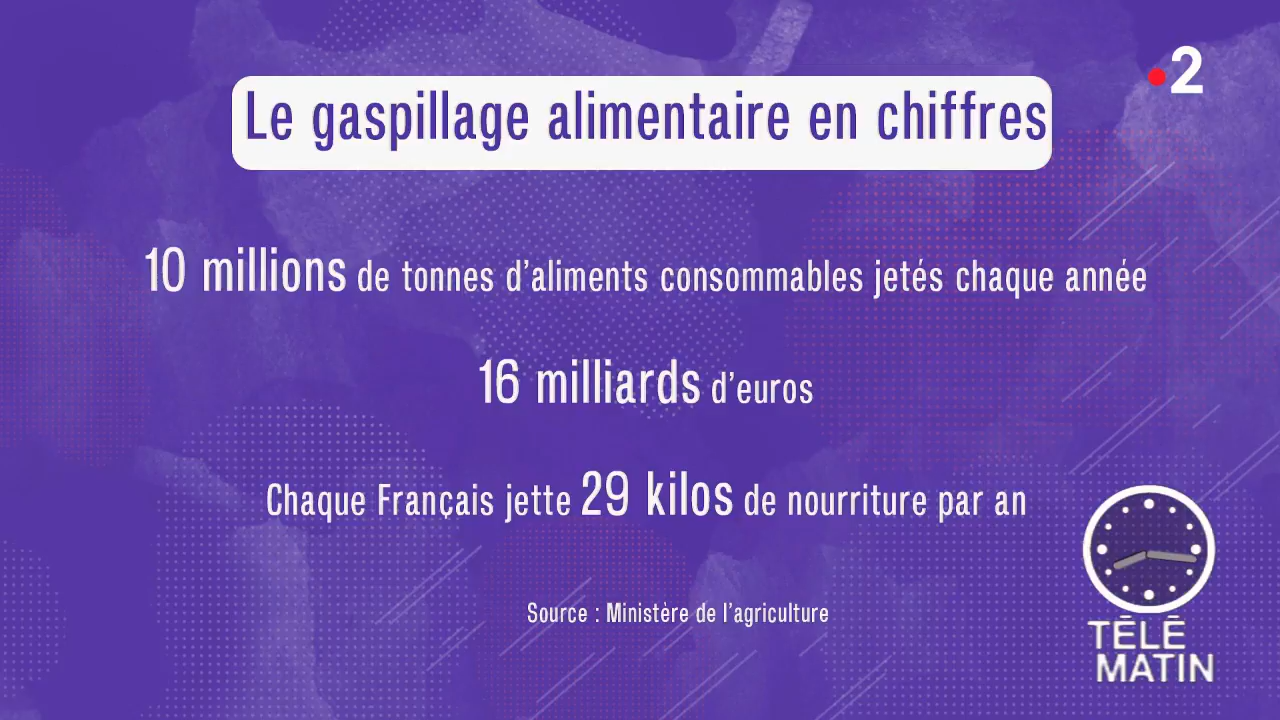 2
Le gaspillage alimentaire en chiffres
10 millions de tonnes d'aliments consommables jetés chaque année
16 milliards d'euros
Chaque Français jette 29 kilos de nourriture par an
Source : Ministère de l'agriculture
TÉLÉ
MATIN